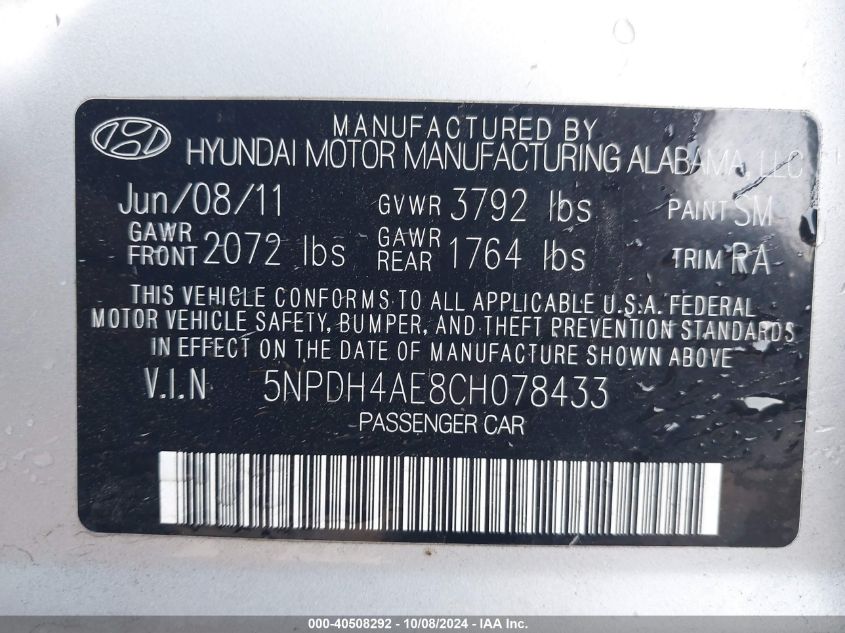 MANUFACTURED BY
HYUNDAI MOTOR MANUFACTURING ALABAMA, LLC
Jun/08/11 GVWR 3792 lbs PAINT SM
GAWR FRONT 2072 lbs GAWR REAR 1764 lbs TRIM RA
THIS VEHICLE CONFORMS TO ALL APPLICABLE U.S.A. FEDERAL
MOTOR VEHICLE SAFETY, BUMPER, AND THEFT PREVENTION STANDARDS
IN EFFECT ON THE DATE OF MANUFACTURE SHOWN ABOVE.
V.I.N 5NPDH4AE8CH078433
PASSENGER CAR
000-40508292 - 10/08/2024 - IAA Inc.